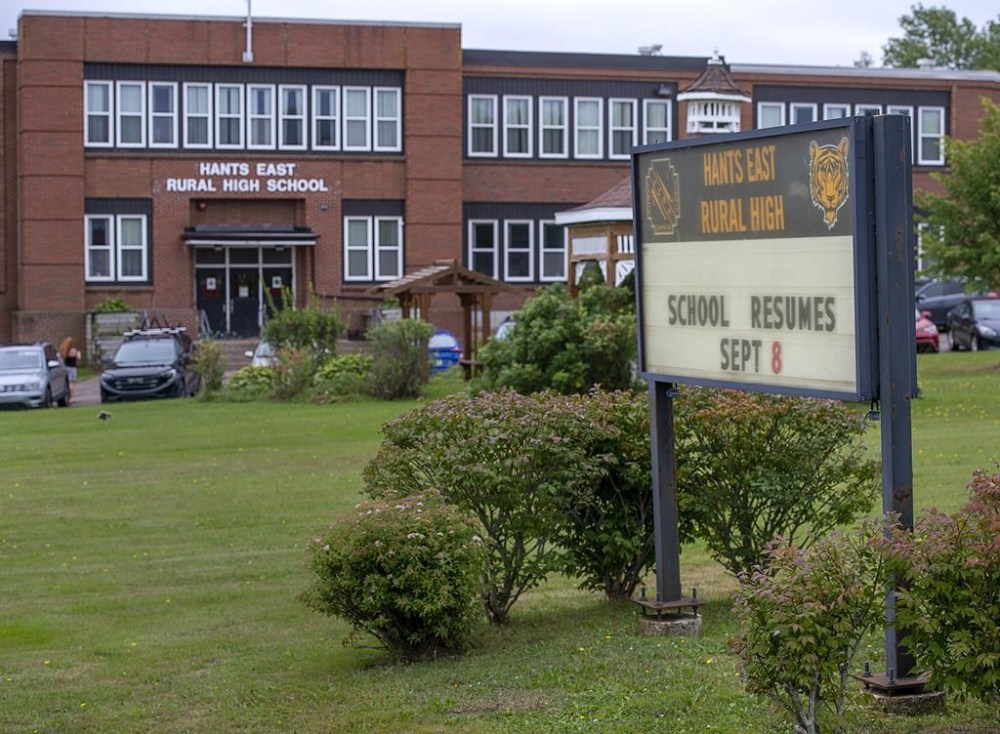 HANTS EAST
RURAL HIGH SCHOOL
HANTS EAST
RURAL HIGH
SCHOOL RESUMES
SEPT 8